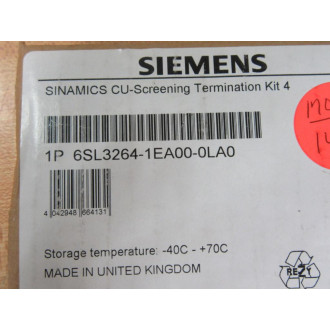 SIEMENS
SINAMICS CU-Screening Termination Kit 4
1P 6SL3264-1EA00-0LA0
4 042948 664131
Storage temperature: -40C - +70C
MADE IN UNITED KINGDOM
REZY